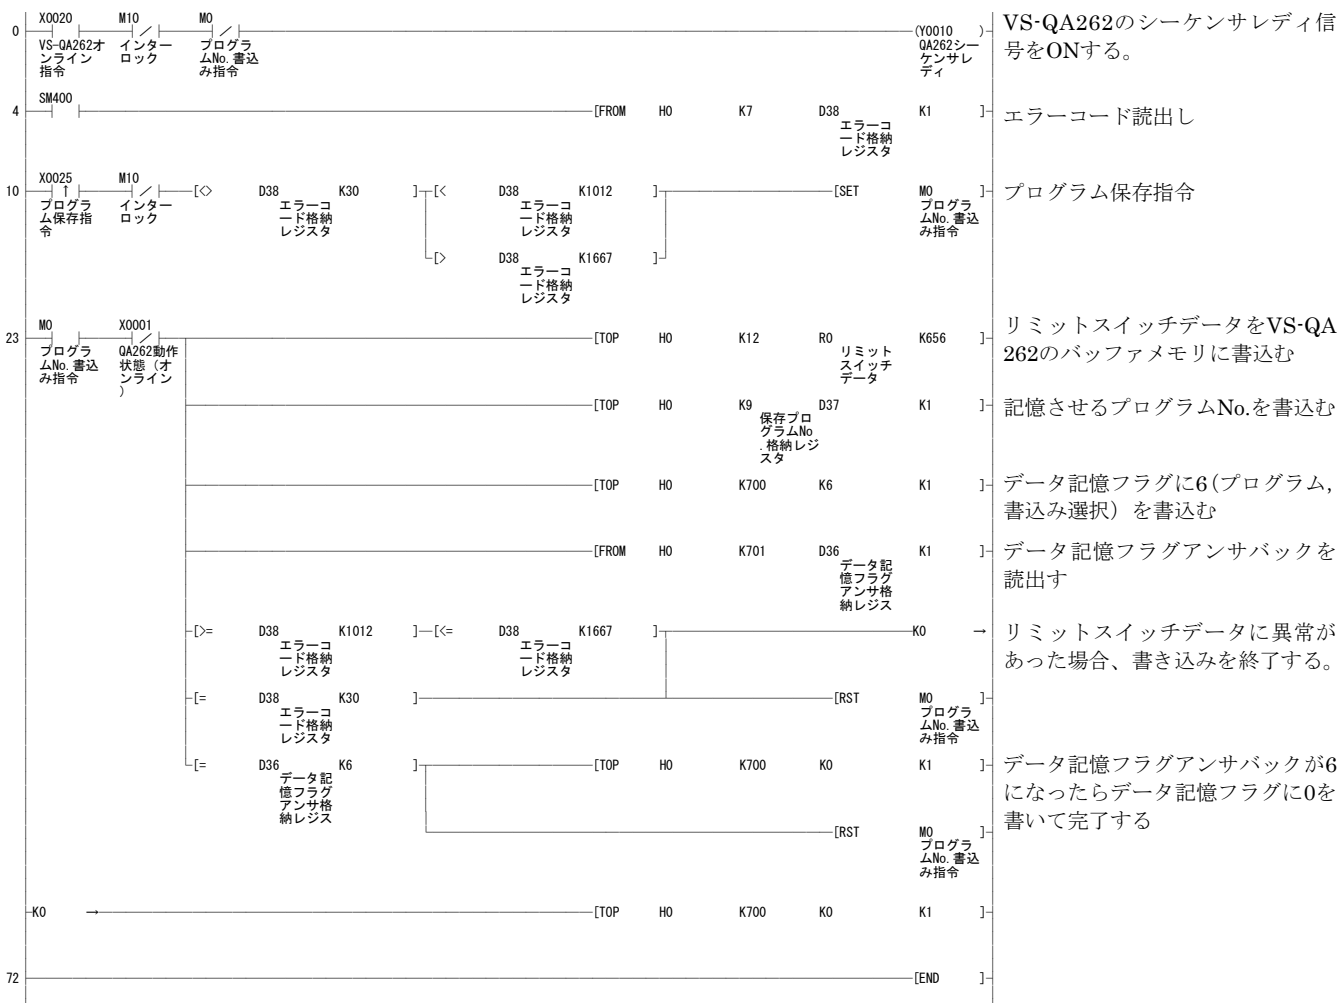 X0020 M10 M0
0 (Y0010 )
VS-QA262オ インター プログラ QA262シー
ンライン ロック ムNo.書込 ケンサレ
指令 み指令 ディ
VS-QA262のシーケンサレディ信
号をONする。
SM400
4 [FROM H0 K7 D38 K1 ]
エラーコ
ード格納
レジスタ
エラーコード読出し
X0025 M10
10 ↑ [<> D38 K30 ] [< D38 K1012 ] [SET M0 ]
プログラ インター エラーコ エラーコ プログラ
ム保存指 ロック ード格納 ード格納 ムNo.書込
令 レジスタ レジスタ み指令
プログラム保存指令
[> D38 K1667 ]
エラーコ
ード格納
レジスタ
M0 X0001
23 [TOP H0 K12 R0 K656 ]
プログラ QA262動作 リミット
ムNo.書込 状態(オ スイッチ
み指令 ンライン データ
)
リミットスイッチデータをVS-QA
262のバッファメモリに書込む
[TOP H0 K9 D37 K1 ]
保存プロ
グラムNo
.格納レジ
スタ
記憶させるプログラムNo.を書込む
[TOP H0 K700 K6 K1 ]
データ記憶フラグに6(プログラム,
書込み選択)を書込む
[FROM H0 K701 D36 K1 ]
データ記
憶フラグ
アンサ格
納レジス
データ記憶フラグアンサバックを
読出す
[>= D38 K1012 ] [<= D38 K1667 ] K0 →
エラーコ エラーコ
ード格納 ード格納
レジスタ レジスタ
リミットスイッチデータに異常が
あった場合、書き込みを終了する。
[= D38 K30 ] [RST M0 ]
エラーコ プログラ
ード格納 ムNo.書込
レジスタ み指令
[= D36 K6 ] [TOP H0 K700 K0 K1 ]
データ記
憶フラグ
アンサ格
納レジス
データ記憶フラグアンサバックが6
になったらデータ記憶フラグに0を
書いて完了する
[RST M0 ]
プログラ
ムNo.書込
み指令
K0 → [TOP H0 K700 K0 K1 ]
72 [END ]